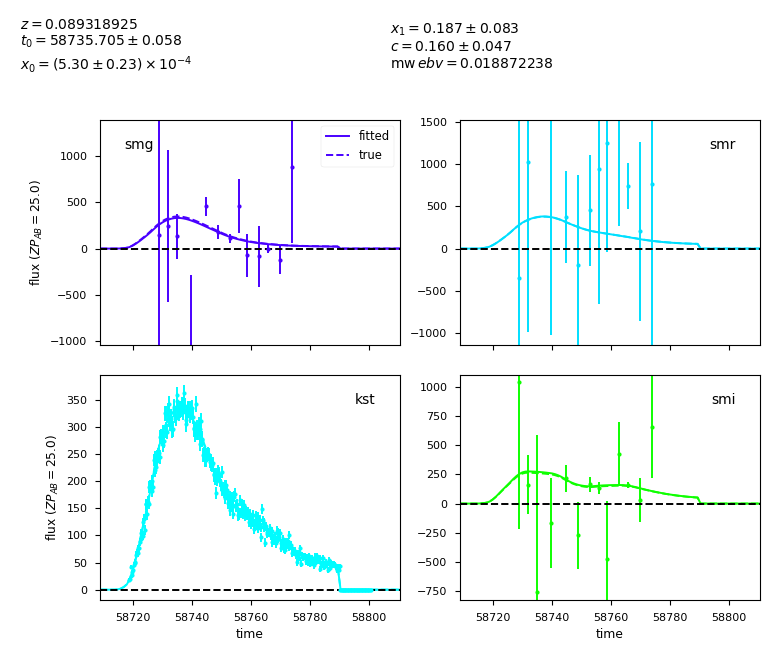 z = 0.089318925
t₀ = 58735.705 ± 0.058
x₀ = (5.30 ± 0.23) × 10⁻⁴
x₁ = 0.187 ± 0.083
c = 0.160 ± 0.047
mwebv = 0.018872238
smg
fitted
true
1000
500
0
−500
−1000
flux (ZP_AB = 25.0)
smr
1500
1000
500
0
−500
−1000
kst
350
300
250
200
150
100
50
0
flux (ZP_AB = 25.0)
58720 58740 58760 58780 58800
time
smi
1000
750
500
250
0
−250
−500
−750
58720 58740 58760 58780 58800
time